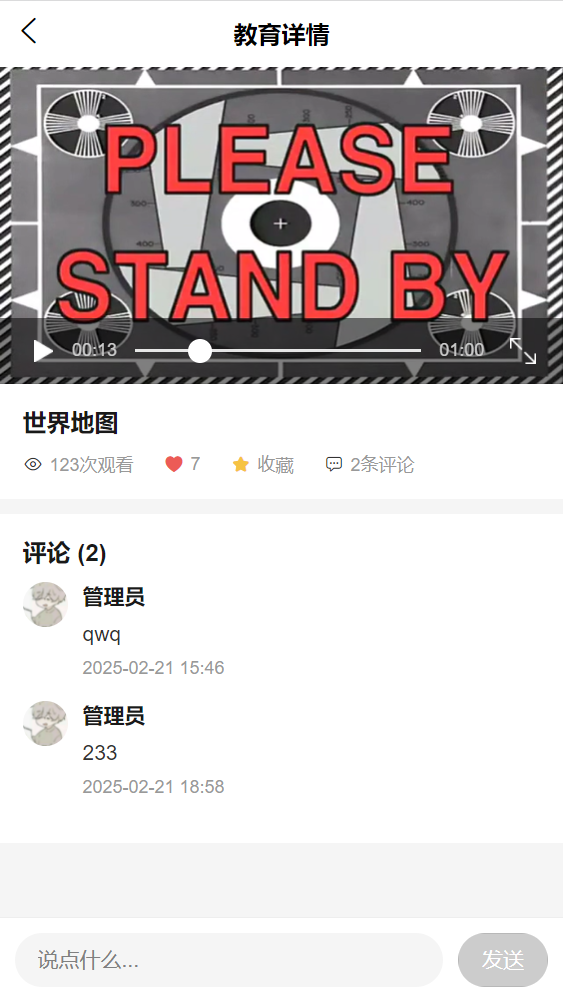 教育详情
PLEASE
STAND BY
00:13
01:00
世界地图
123次观看 7 收藏 2条评论
评论 (2)
管理员
qwq
2025-02-21 15:46
管理员
233
2025-02-21 18:58
说点什么... 发送